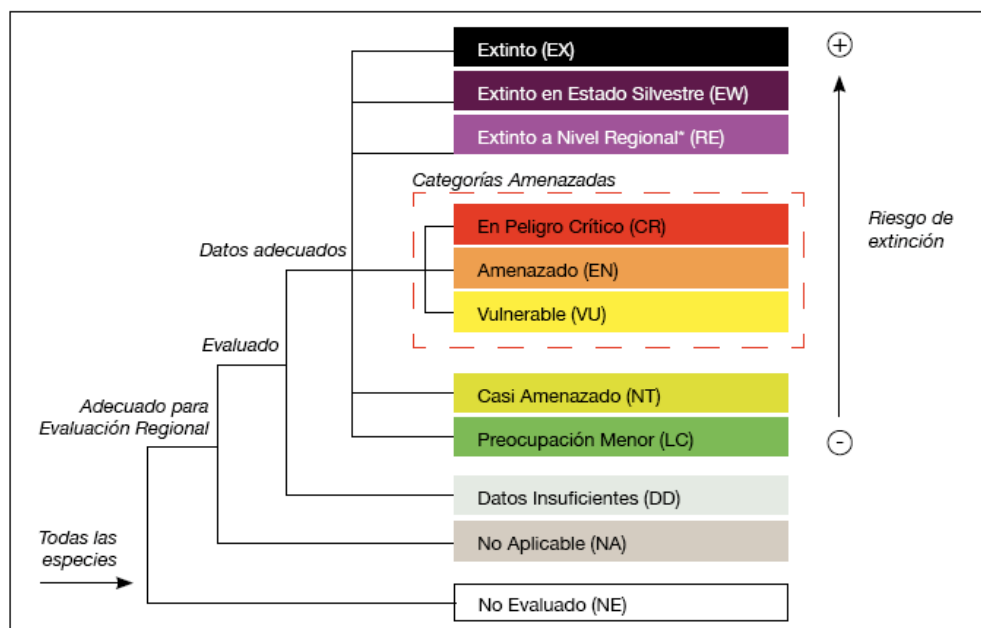 Extinto (EX)
+
Extinto en Estado Silvestre (EW)
Extinto a Nivel Regional* (RE)
Categorías Amenazadas
En Peligro Crítico (CR)
Riesgo de
extinción
Datos adecuados
Amenazado (EN)
Vulnerable (VU)
Evaluado
Casi Amenazado (NT)
Adecuado para
Evaluación Regional
Preocupación Menor (LC)
-
Datos Insuficientes (DD)
Todas las
especies
No Aplicable (NA)
No Evaluado (NE)